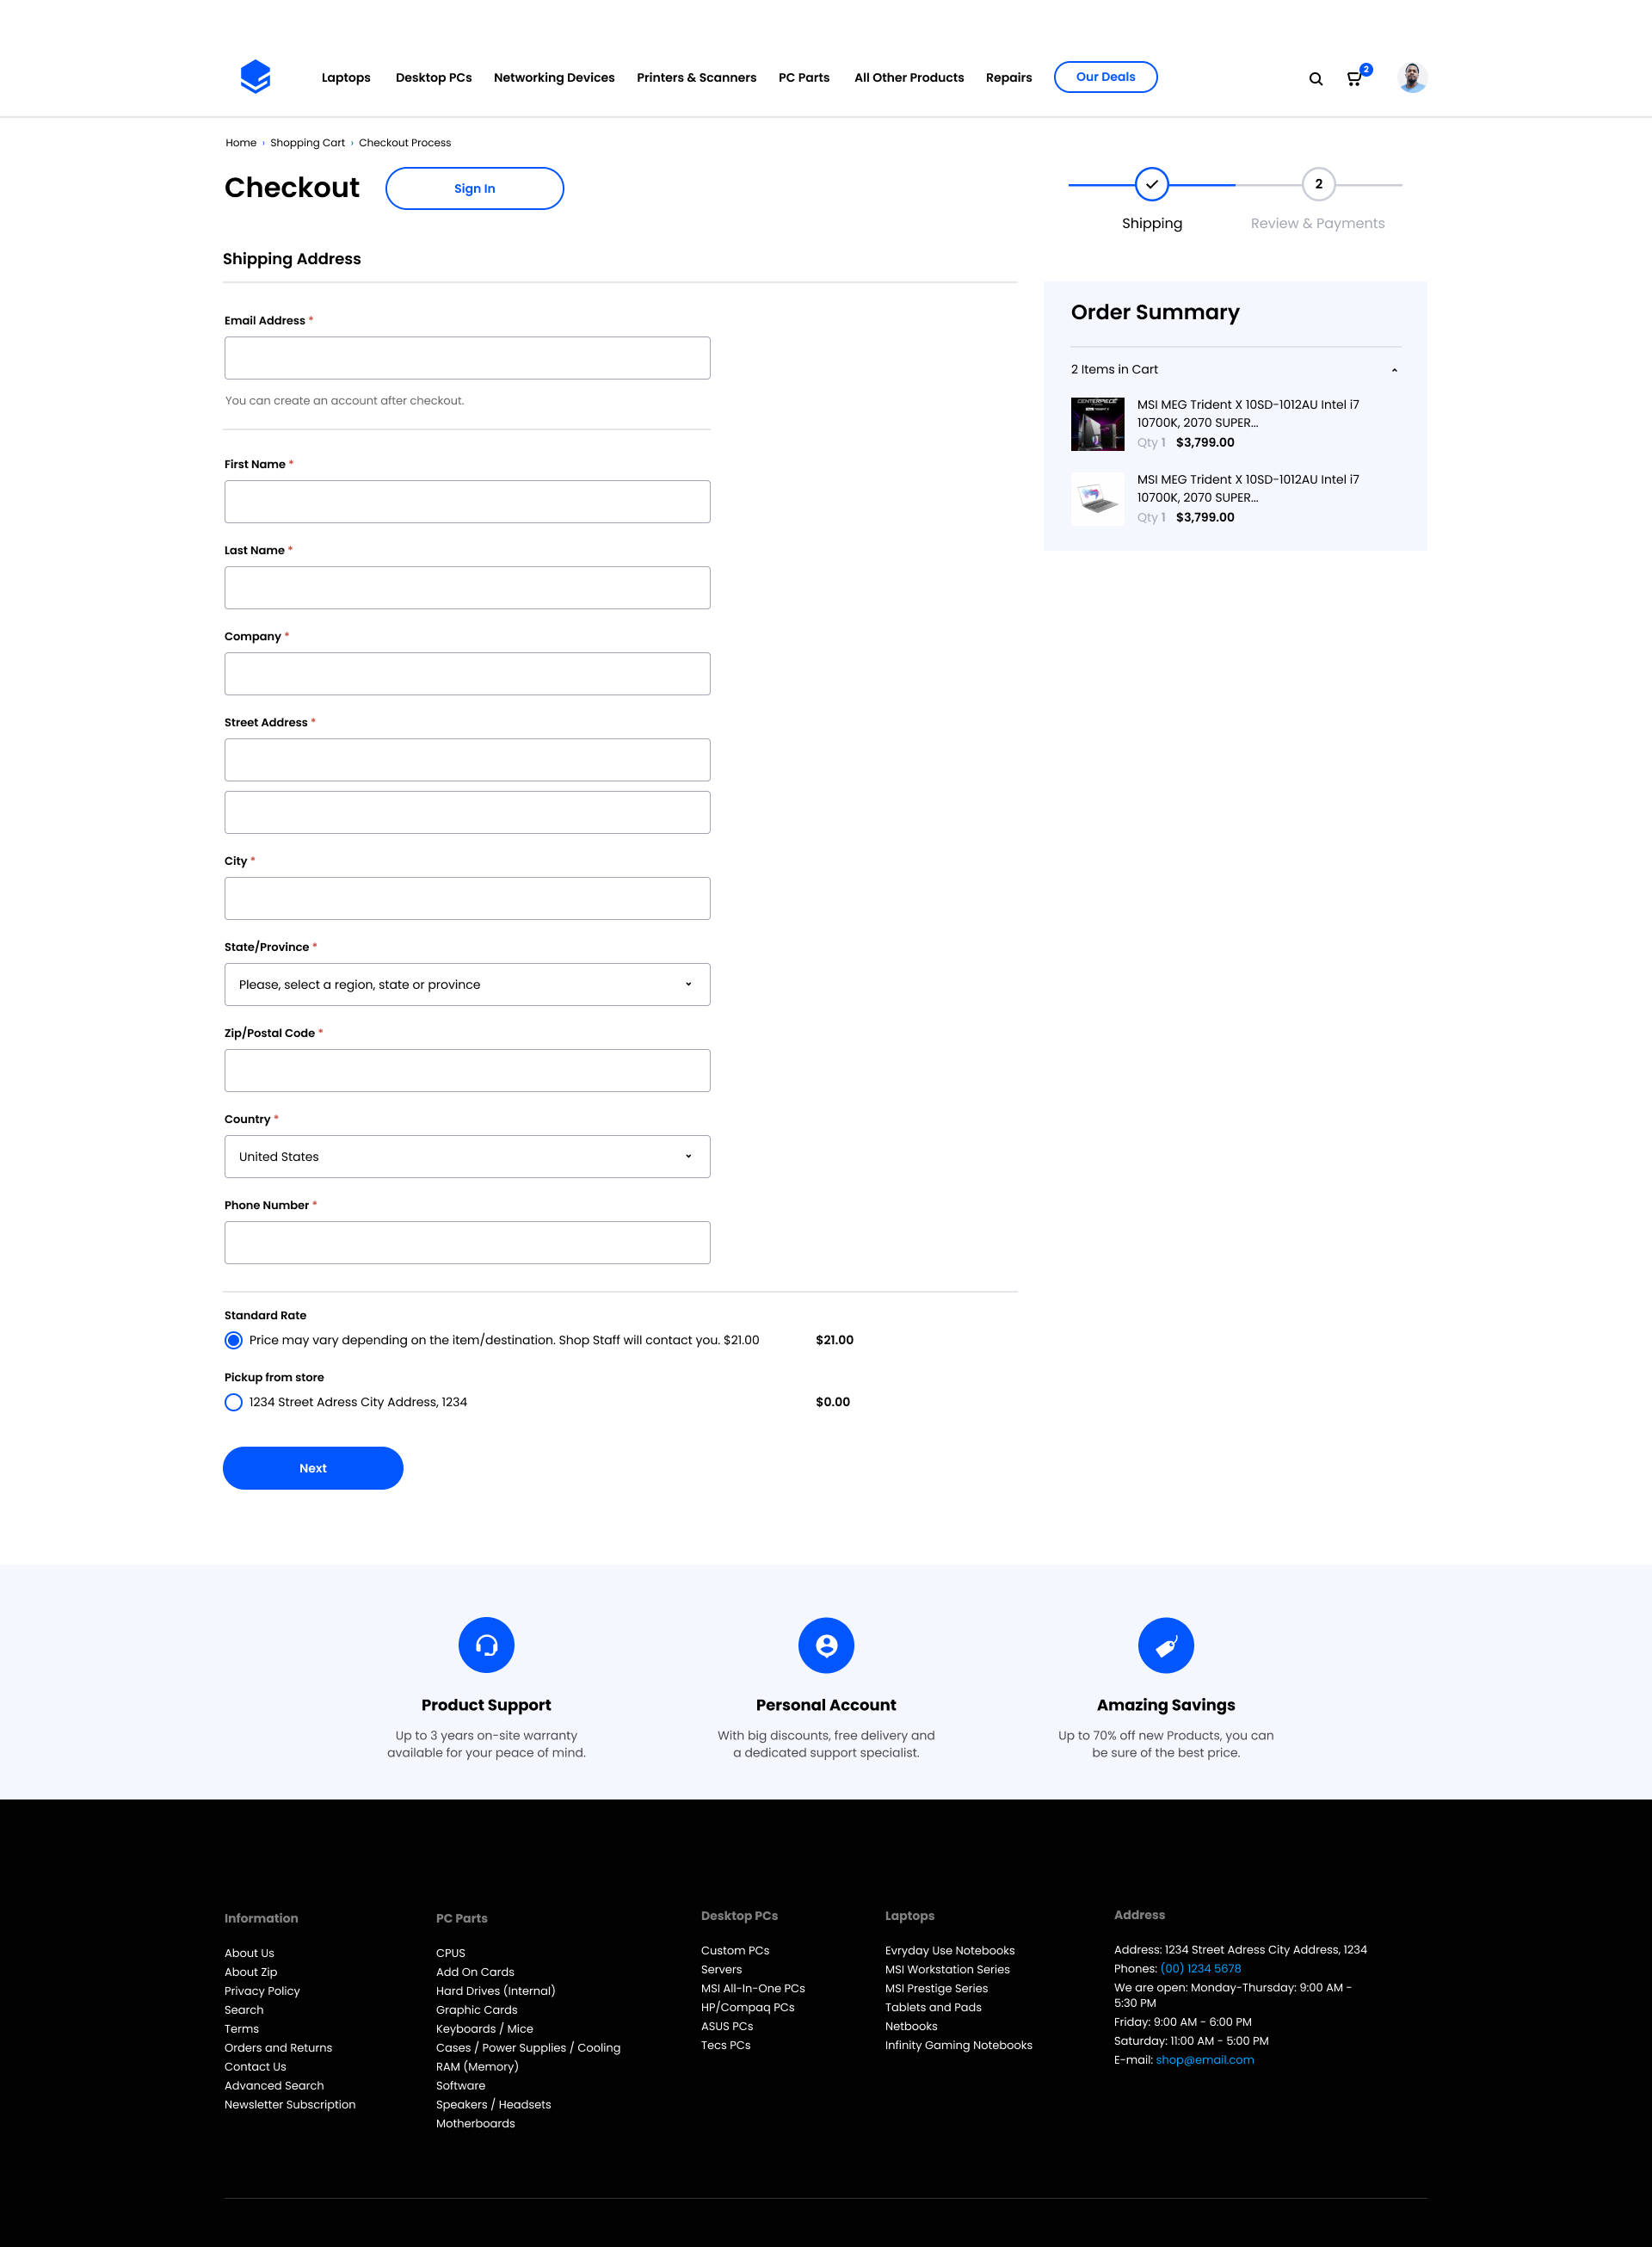 Laptops Desktop PCs Networking Devices Printers & Scanners PC Parts All Other Products Repairs Our Deals 2
Home › Shopping Cart › Checkout Process
Checkout
Sign In
2
Shipping
Review & Payments
Shipping Address
Email Address *
You can create an account after checkout.
First Name *
Last Name *
Company *
Street Address *
City *
State/Province *
Please, select a region, state or province
Zip/Postal Code *
Country *
United States
Phone Number *
Standard Rate
Price may vary depending on the item/destination. Shop Staff will contact you. $21.00 $21.00
Pickup from store
1234 Street Adress City Address, 1234 $0.00
Next
Order Summary
2 Items in Cart
CENTERPIECE
MSI MEG Trident X 10SD-1012AU Intel i7
10700K, 2070 SUPER...
Qty 1 $3,799.00
MSI MEG Trident X 10SD-1012AU Intel i7
10700K, 2070 SUPER...
Qty 1 $3,799.00
Product Support
Up to 3 years on-site warranty
available for your peace of mind.
Personal Account
With big discounts, free delivery and
a dedicated support specialist.
Amazing Savings
Up to 70% off new Products, you can
be sure of the best price.
Information
About Us
About Zip
Privacy Policy
Search
Terms
Orders and Returns
Contact Us
Advanced Search
Newsletter Subscription
PC Parts
CPUS
Add On Cards
Hard Drives (Internal)
Graphic Cards
Keyboards / Mice
Cases / Power Supplies / Cooling
RAM (Memory)
Software
Speakers / Headsets
Motherboards
Desktop PCs
Custom PCs
Servers
MSI All-In-One PCs
HP/Compaq PCs
ASUS PCs
Tecs PCs
Laptops
Evryday Use Notebooks
MSI Workstation Series
MSI Prestige Series
Tablets and Pads
Netbooks
Infinity Gaming Notebooks
Address
Address: 1234 Street Adress City Address, 1234
Phones: (00) 1234 5678
We are open: Monday-Thursday: 9:00 AM -
5:30 PM
Friday: 9:00 AM - 6:00 PM
Saturday: 11:00 AM - 5:00 PM
E-mail: shop@email.com